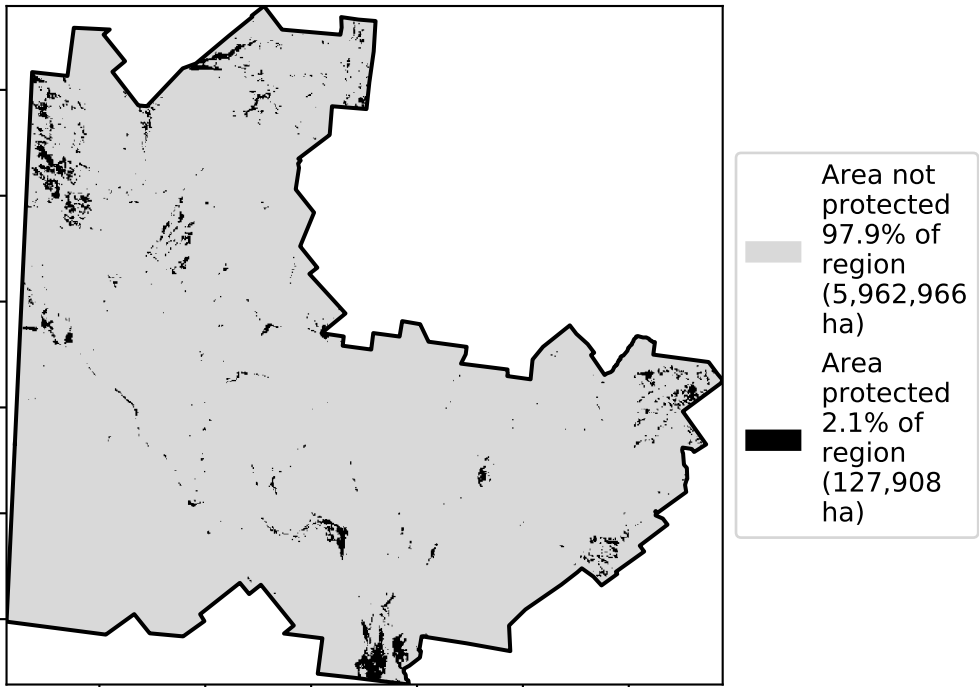 Area not
protected
97.9% of
region
(5,962,966
ha)
Area
protected
2.1% of
region
(127,908
ha)